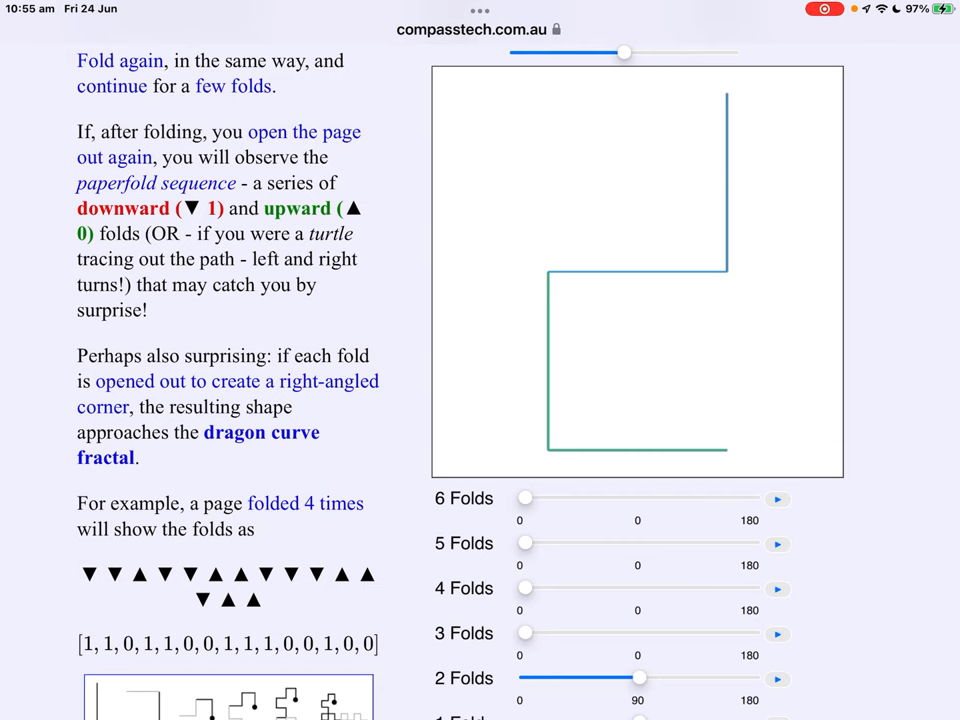 10:55 am Fri 24 Jun
97%
compasstech.com.au
Fold again, in the same way, and
continue for a few folds.
If, after folding, you open the page
out again, you will observe the
paperfold sequence - a series of
downward (▼ 1) and upward (▲
0) folds (OR - if you were a turtle
tracing out the path - left and right
turns!) that may catch you by
surprise!
Perhaps also surprising: if each fold
is opened out to create a right-angled
corner, the resulting shape
approaches the dragon curve
fractal.
For example, a page folded 4 times
will show the folds as
▼ ▼ ▲ ▼ ▼ ▲ ▲ ▼ ▼ ▼ ▲ ▲
▼ ▲ ▲
[1, 1, 0, 1, 1, 0, 0, 1, 1, 1, 0, 0, 1, 0, 0]
6 Folds
0 0 180
5 Folds
0 0 180
4 Folds
0 0 180
3 Folds
0 0 180
2 Folds
0 90 180